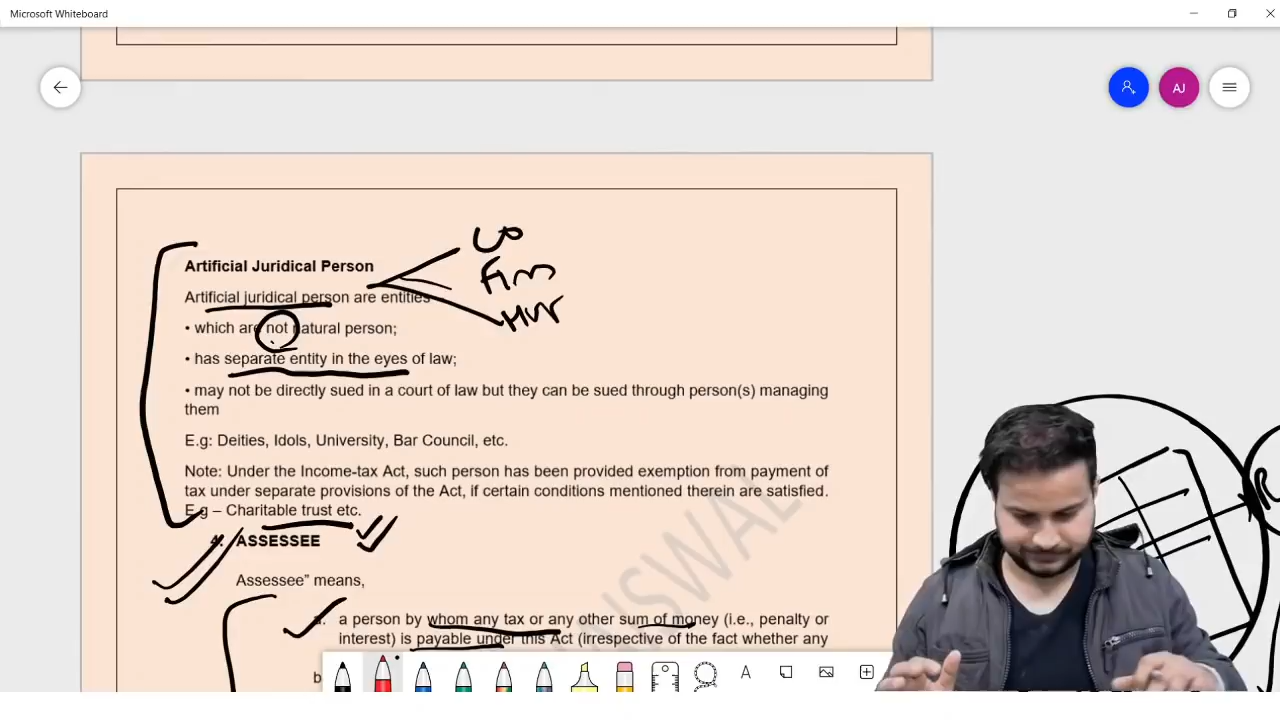 Microsoft Whiteboard
AJ
Co
Firm
HUF
Artificial Juridical Person
Artificial juridical person are entities
• which are not natural person;
• has separate entity in the eyes of law;
• may not be directly sued in a court of law but they can be sued through person(s) managing
them
E.g: Deities, Idols, University, Bar Council, etc.
Note: Under the Income-tax Act, such person has been provided exemption from payment of
tax under separate provisions of the Act, if certain conditions mentioned therein are satisfied.
E.g – Charitable trust etc.
4. ASSESSEE
Assessee” means,
a. a person by whom any tax or any other sum of money (i.e., penalty or
interest) is payable under this Act (irrespective of the fact whether any
b
A